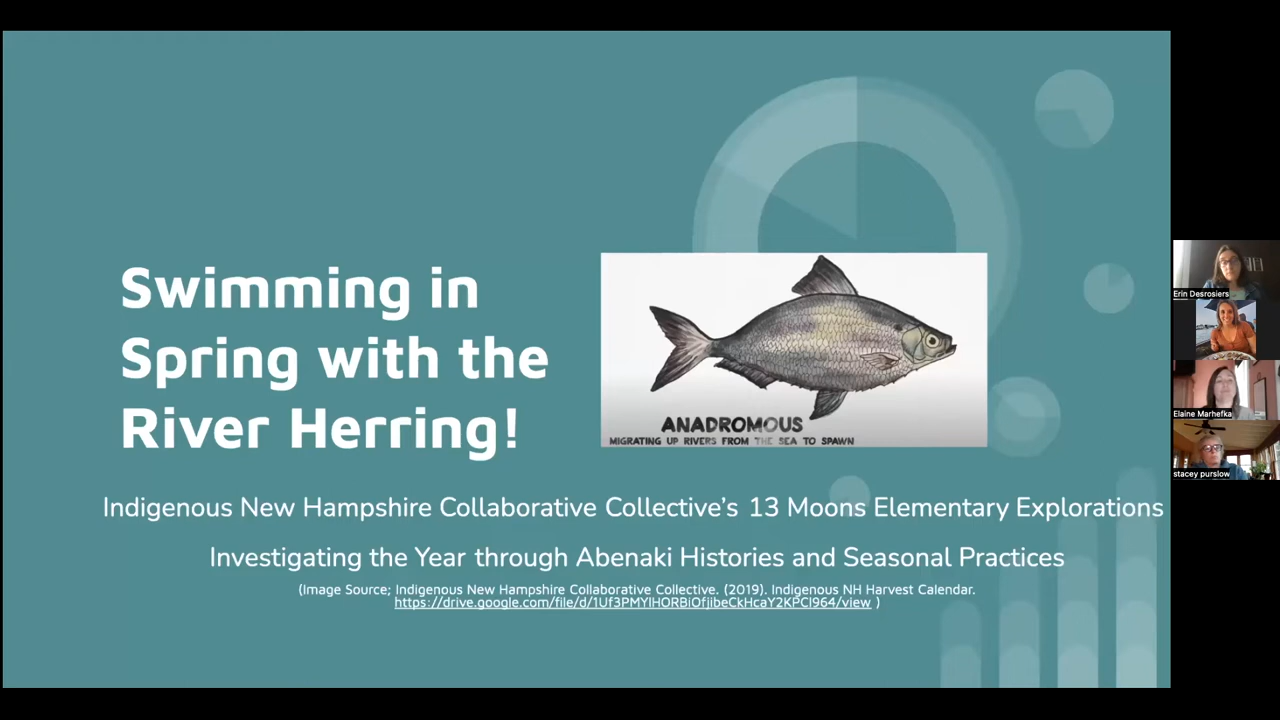 Swimming in
Spring with the
River Herring!
ANADROMOUS
MIGRATING UP RIVERS FROM THE SEA TO SPAWN
Indigenous New Hampshire Collaborative Collective's 13 Moons Elementary Explorations
Investigating the Year through Abenaki Histories and Seasonal Practices
(Image Source; Indigenous New Hampshire Collaborative Collective. (2019). Indigenous NH Harvest Calendar.
https://drive.google.com/file/d/1Uf3PMYIHORBiOfjibeCkHcaY2KPCI964/view )
Erin Desrosiers
Elaine Marhefka
stacey purslow